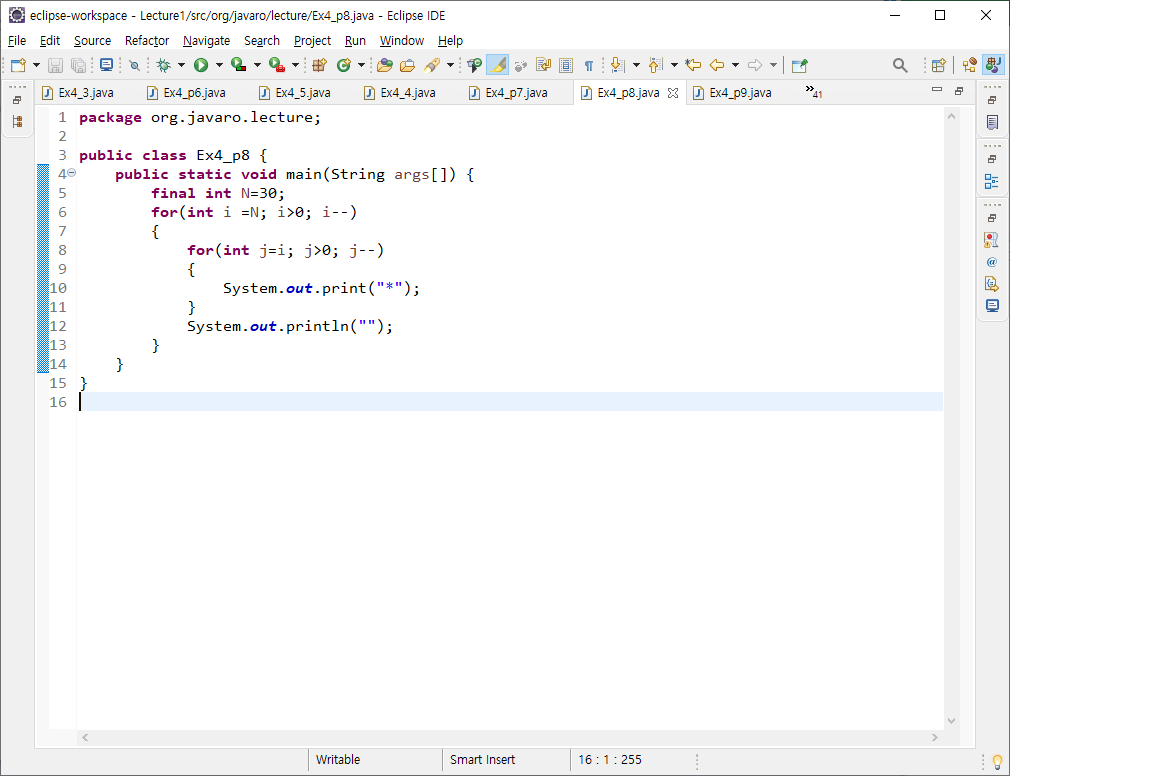 eclipse-workspace - Lecture1/src/org/javaro/lecture/Ex4_p8.java - Eclipse IDE
File Edit Source Refactor Navigate Search Project Run Window Help
Ex4_3.java Ex4_p6.java Ex4_5.java Ex4_4.java Ex4_p7.java Ex4_p8.java Ex4_p9.java »41
1 package org.javaro.lecture;
2
3 public class Ex4_p8 {
4 public static void main(String args[]) {
5 final int N=30;
6 for(int i =N; i>0; i--)
7 {
8 for(int j=i; j>0; j--)
9 {
10 System.out.print("*");
11 }
12 System.out.println("");
13 }
14 }
15 }
16
Writable Smart Insert 16 : 1 : 255